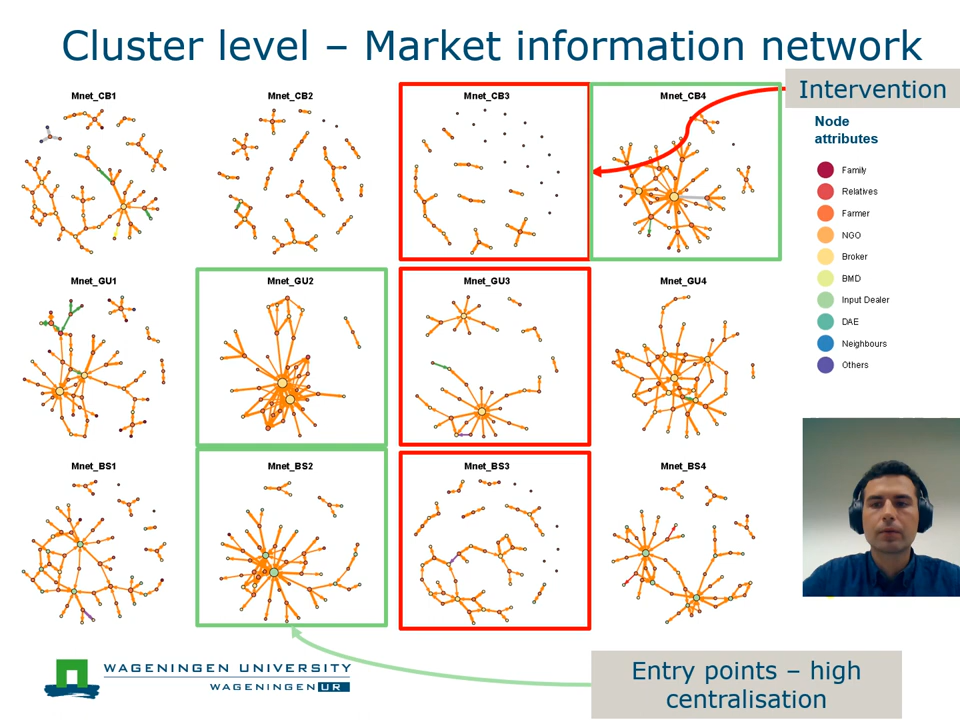 Cluster level – Market information network
Intervention
Mnet_CB1
Mnet_CB2
Mnet_CB3
Mnet_CB4
Node
attributes
Family
Relatives
Farmer
NGO
Broker
BMD
Input Dealer
DAE
Neighbours
Others
Mnet_GU1
Mnet_GU2
Mnet_GU3
Mnet_GU4
Mnet_BS1
Mnet_BS2
Mnet_BS3
Mnet_BS4
WAGENINGEN UNIVERSITY
WAGENINGEN UR
Entry points – high
centralisation